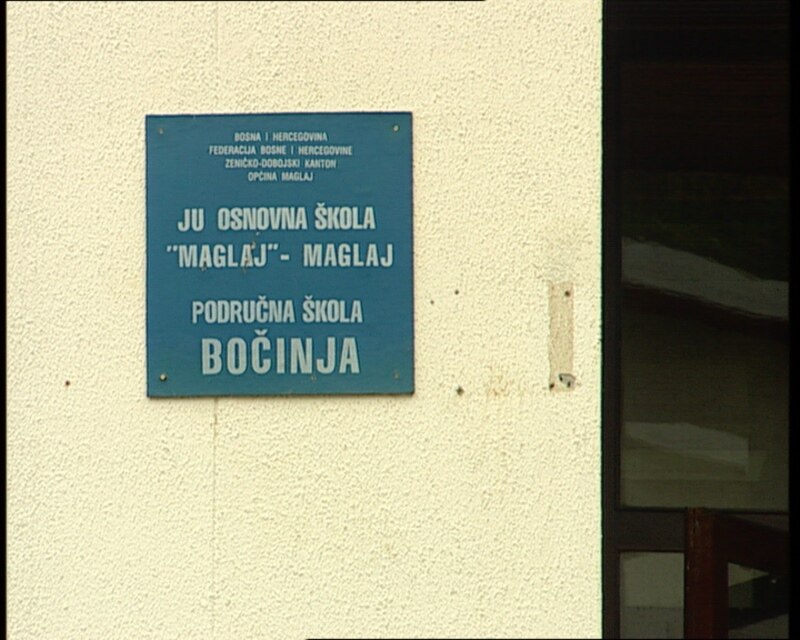 BOSNA I HERCEGOVINA
FEDERACIJA BOSNE I HERCEGOVINE
ZENIČKO-DOBOJSKI KANTON
OPĆINA MAGLAJ
JU OSNOVNA ŠKOLA
"MAGLAJ"- MAGLAJ
PODRUČNA ŠKOLA
BOČINJA